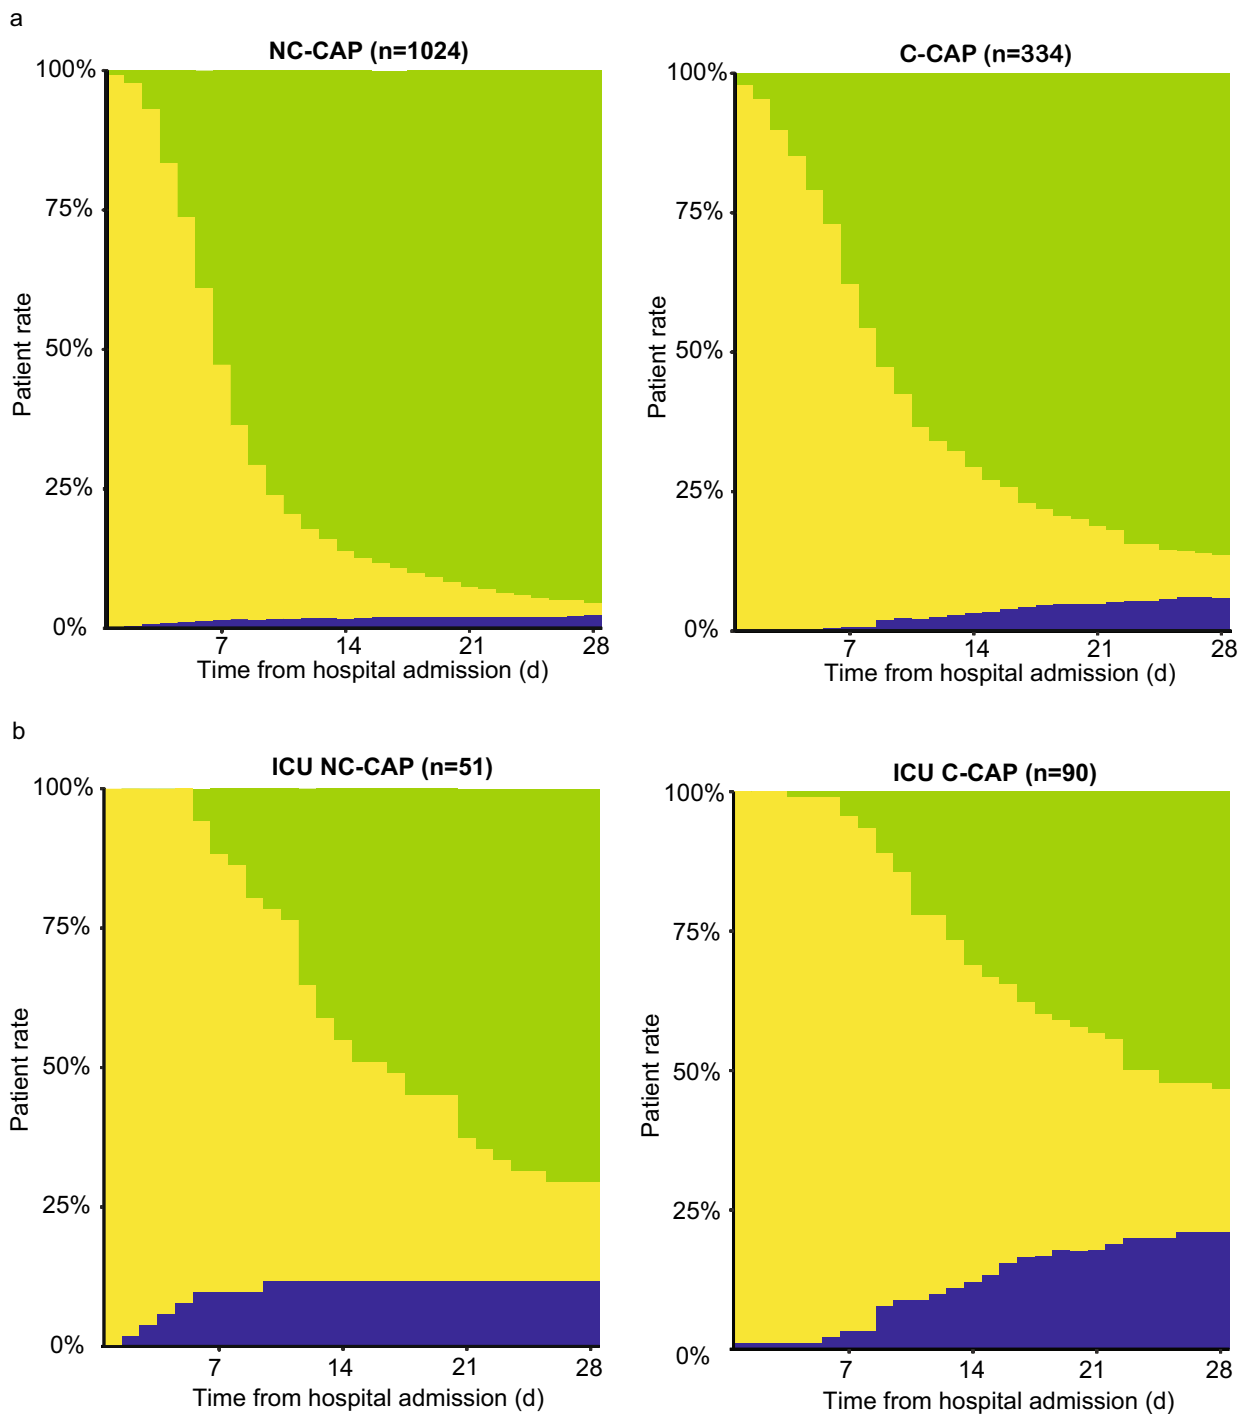 a
NC-CAP (n=1024)
100%
75%
50%
25%
0%
Patient rate
7 14 21 28
Time from hospital admission (d)
C-CAP (n=334)
100%
75%
50%
25%
0%
Patient rate
7 14 21 28
Time from hospital admission (d)
b
ICU NC-CAP (n=51)
100%
75%
50%
25%
0%
Patient rate
7 14 21 28
Time from hospital admission (d)
ICU C-CAP (n=90)
100%
75%
50%
25%
0%
Patient rate
7 14 21 28
Time from hospital admission (d)